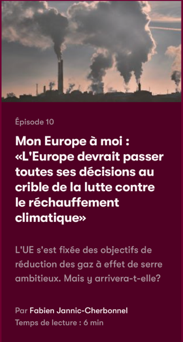 Épisode 10
Mon Europe à moi :
«L'Europe devrait passer
toutes ses décisions au
crible de la lutte contre
le réchauffement
climatique»
L'UE s'est fixée des objectifs de
réduction des gaz à effet de serre
ambitieux. Mais y arrivera-t-elle?
Par Fabien Jannic-Cherbonnel
Temps de lecture : 6 min